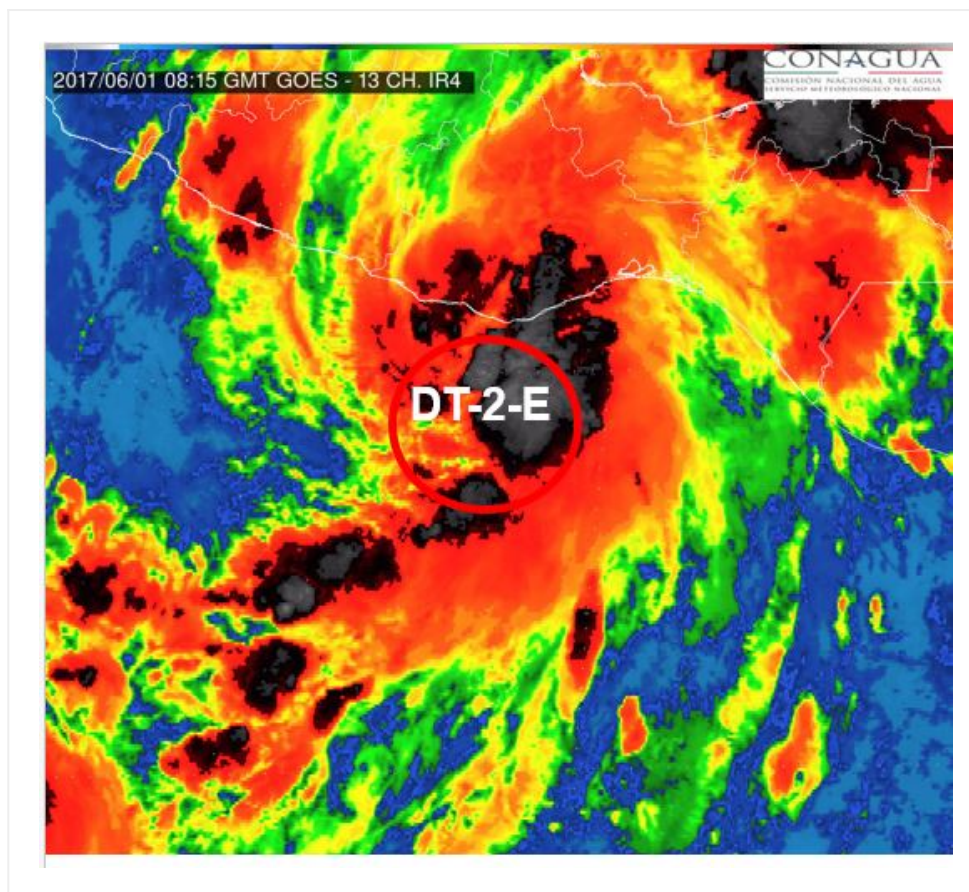 CONAGUA
COMISIÓN NACIONAL DEL AGUA
SERVICIO METEOROLÓGICO NACIONAL
2017/06/01 08:15 GMT GOES - 13 CH. IR4
DT-2-E